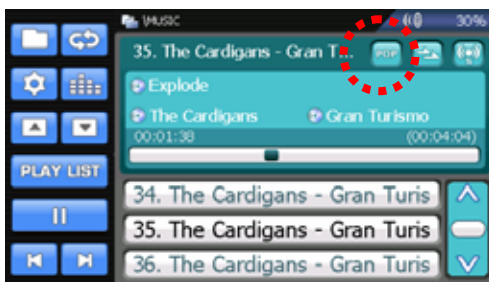 \MUSIC 30%
35. The Cardigans - Gran T... POP
Explode
The Cardigans Gran Turismo
00:01:38 (00:04:04)
PLAY LIST
34. The Cardigans - Gran Turis
35. The Cardigans - Gran Turis
36. The Cardigans - Gran Turis